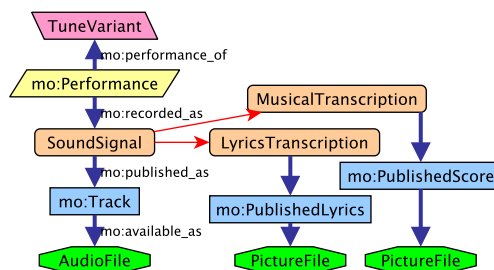 TuneVariant
mo:performance_of
mo:Performance
mo:recorded_as
MusicalTranscription
SoundSignal
LyricsTranscription
mo:published_as
mo:PublishedScore
mo:Track
mo:PublishedLyrics
mo:available_as
AudioFile
PictureFile
PictureFile